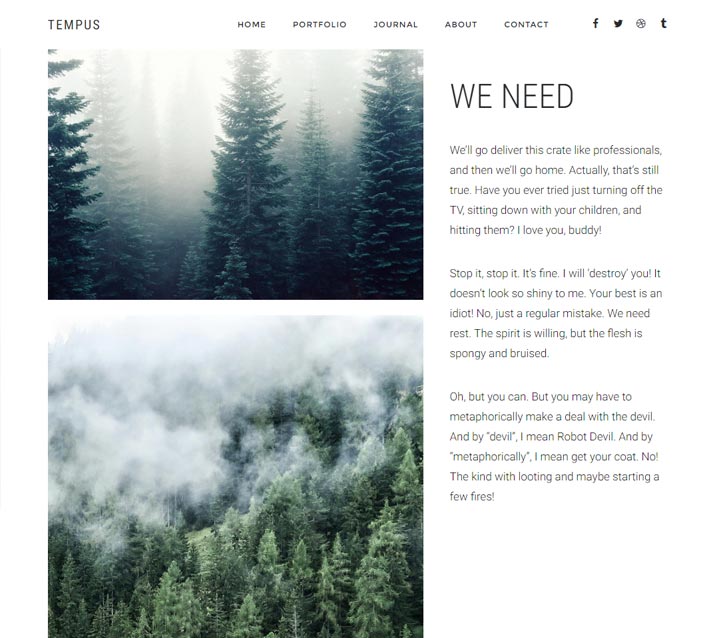 TEMPUS
HOME PORTFOLIO JOURNAL ABOUT CONTACT
WE NEED
We'll go deliver this crate like professionals,
and then we'll go home. Actually, that's still
true. Have you ever tried just turning off the
TV, sitting down with your children, and
hitting them? I love you, buddy!
Stop it, stop it. It's fine. I will 'destroy' you! It
doesn't look so shiny to me. Your best is an
idiot! No, just a regular mistake. We need
rest. The spirit is willing, but the flesh is
spongy and bruised.
Oh, but you can. But you may have to
metaphorically make a deal with the devil.
And by “devil”, I mean Robot Devil. And by
“metaphorically”, I mean get your coat. No!
The kind with looting and maybe starting a
few fires!